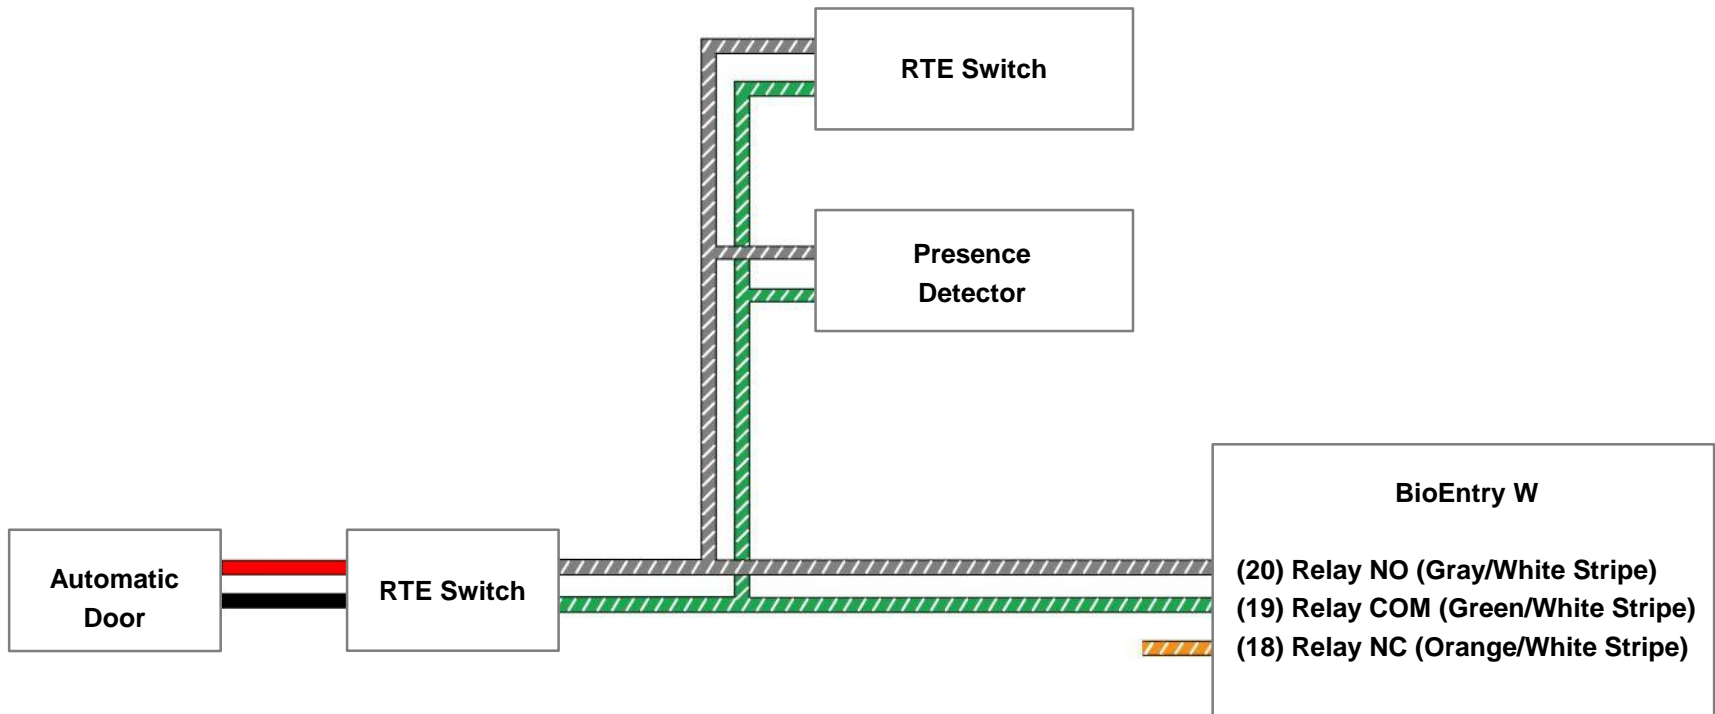 RTE Switch
Presence
Detector
BioEntry W
Automatic
Door
RTE Switch
(20) Relay NO (Gray/White Stripe)
(19) Relay COM (Green/White Stripe)
(18) Relay NC (Orange/White Stripe)